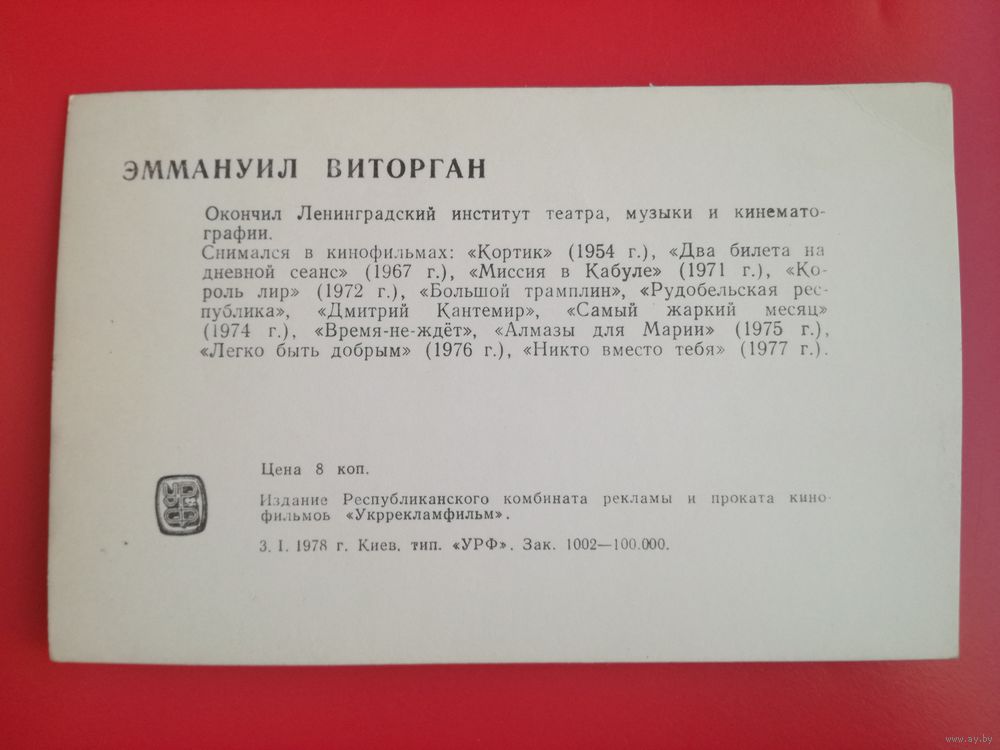 ЭММАНУИЛ ВИТОРГАН
Окончил Ленинградский институт театра, музыки и кинемато-
графии.
Снимался в кинофильмах: «Кортик» (1954 г.), «Два билета на
дневной сеанс» (1967 г.), «Миссия в Кабуле» (1971 г.), «Ко-
роль лир» (1972 г.), «Большой трамплин», «Рудобельская рес-
публика», «Дмитрий Кантемир», «Самый жаркий месяц»
(1974 г.), «Время-не-ждёт», «Алмазы для Марии» (1975 г.),
«Легко быть добрым» (1976 г.), «Никто вместо тебя» (1977 г.).
Цена 8 коп.
Издание Республиканского комбината рекламы и проката кино-
фильмов «Укррекламфильм».
3. I. 1978 г. Киев, тип. «УРФ». Зак. 1002—100.000.
www.ay.by